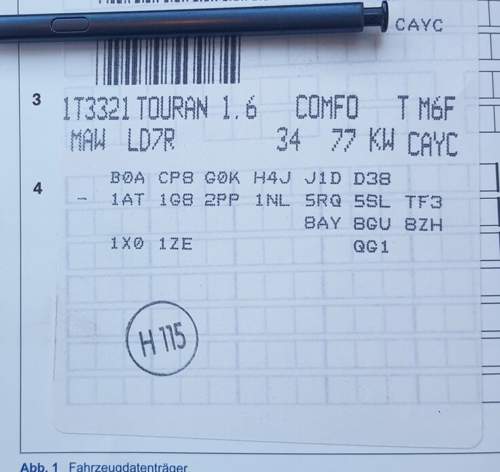 CAYC
3
1T3321 TOURAN 1.6 COMFO T M6F
MAW LD7R 34 77 KW CAYC
4
B0A CP8 G0K H4J J1D D38
- 1AT 1G8 2PP 1NL 5RQ 5SL TF3
8AY 8GU 8ZH
1X0 1ZE QG1
H 115
Abb. 1 Fahrzeugdatenträger